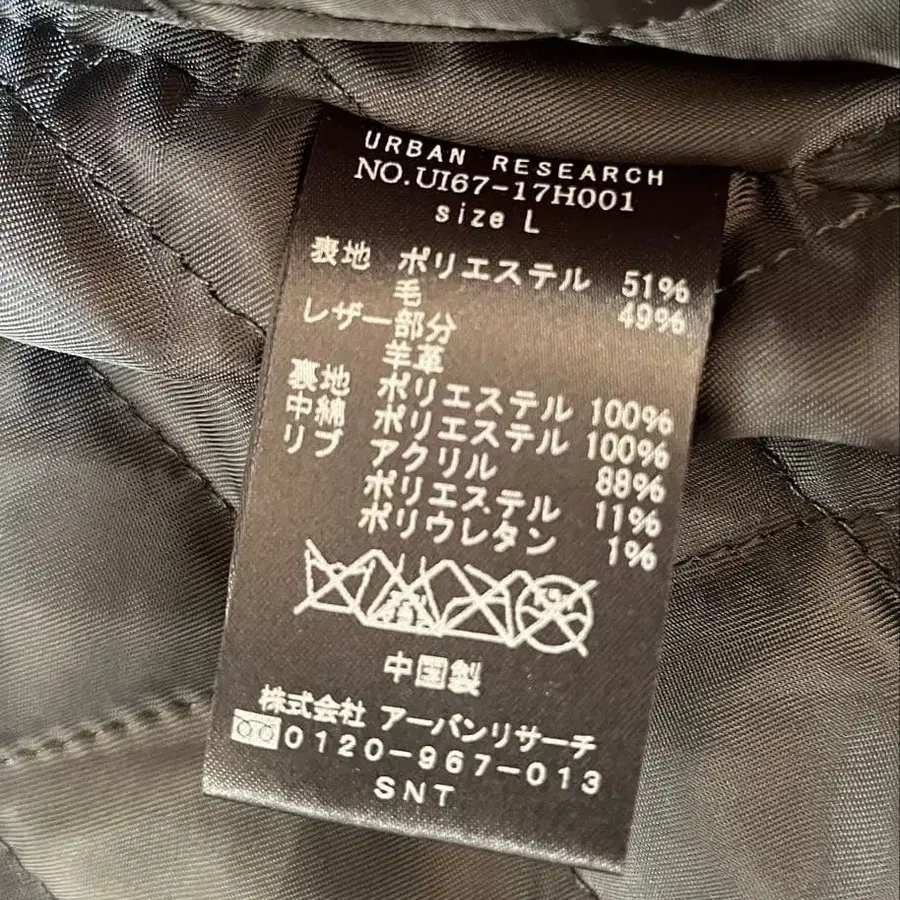 URBAN RESEARCH
NO.UI67-17H001
size L
表地 ポリエステル 51%
毛 49%
レザー部分
羊革
裏地 ポリエステル 100%
中綿 ポリエステル 100%
リブ アクリル 88%
ポリエステル 11%
ポリウレタン 1%
中国製
株式会社 アーバンリサーチ
0120-967-013
SNT